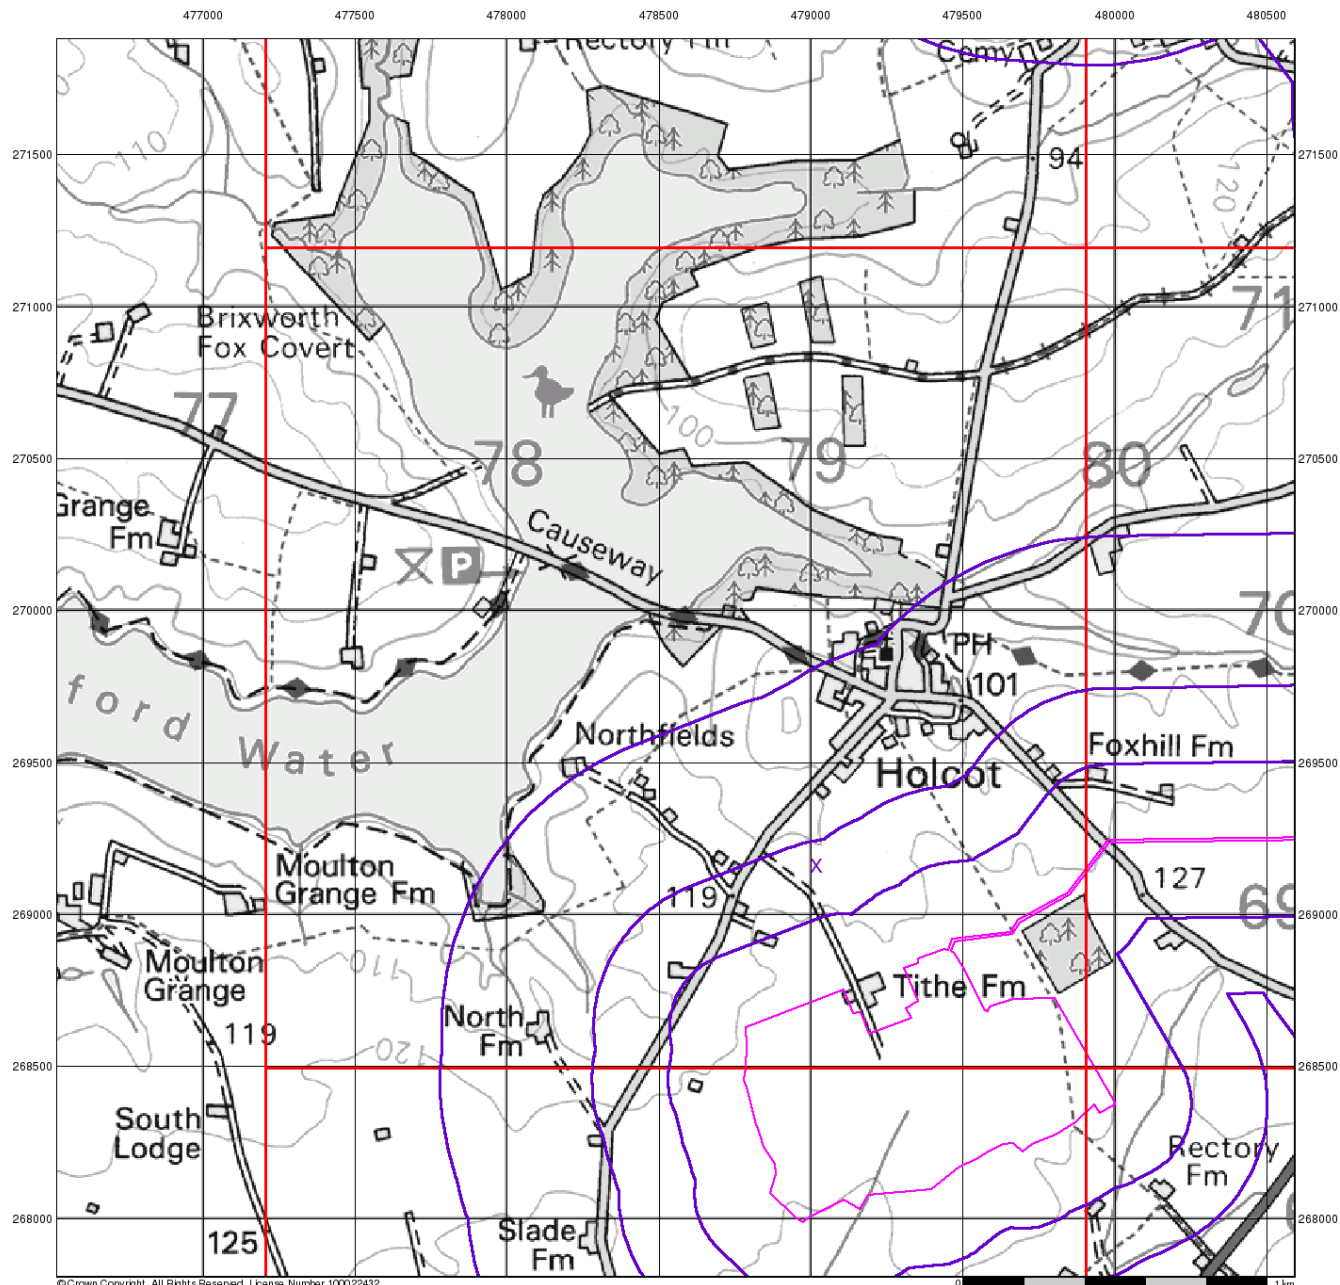 477000 477500 478000 478500 479000 479500 480000 480500
Rectory Fm
Cemy
271500
94
271500
110
120
271000
Brixworth
Fox Covert
71
271000
77
100
270500
78
79
80
270500
Grange
Fm
Causeway
P
270000
70
270000
PH
101
ford Water
Northfields
Foxhill Fm
269500
Holcot
269500
Moulton
Grange Fm
119
X
127
269000
69
269000
Moulton
Grange
110
Tithe Fm
North
Fm
119
120
268500
268500
South
Lodge
Rectory
Fm
268000
125
Slade
Fm
268000
© Crown Copyright. All Rights Reserved. License Number 100022432
0 1 km